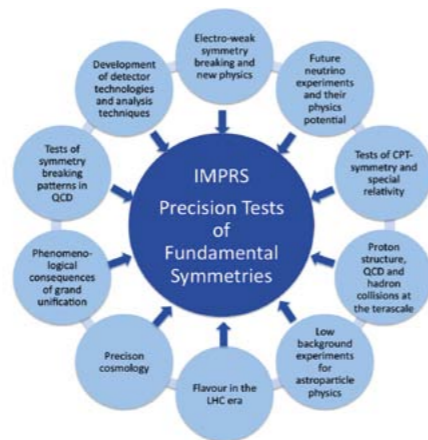 Electro-weak
symmetry
breaking and
new physics
Future
neutrino
experiments
and their
physics
potential
Tests of CPT-
symmetry and
special
relativity
Proton
structure,
QCD and
hadron
collisions at
the terascale
Low
background
experiments
for
astroparticle
physics
Flavour in the
LHC era
Precison
cosmology
Phenomeno-
logical
consequences
of grand
unification
Tests of
symmetry
breaking
patterns in
QCD
Development of
detector
technologies
and analysis
techniques
IMPRS
Precision Tests
of
Fundamental
Symmetries